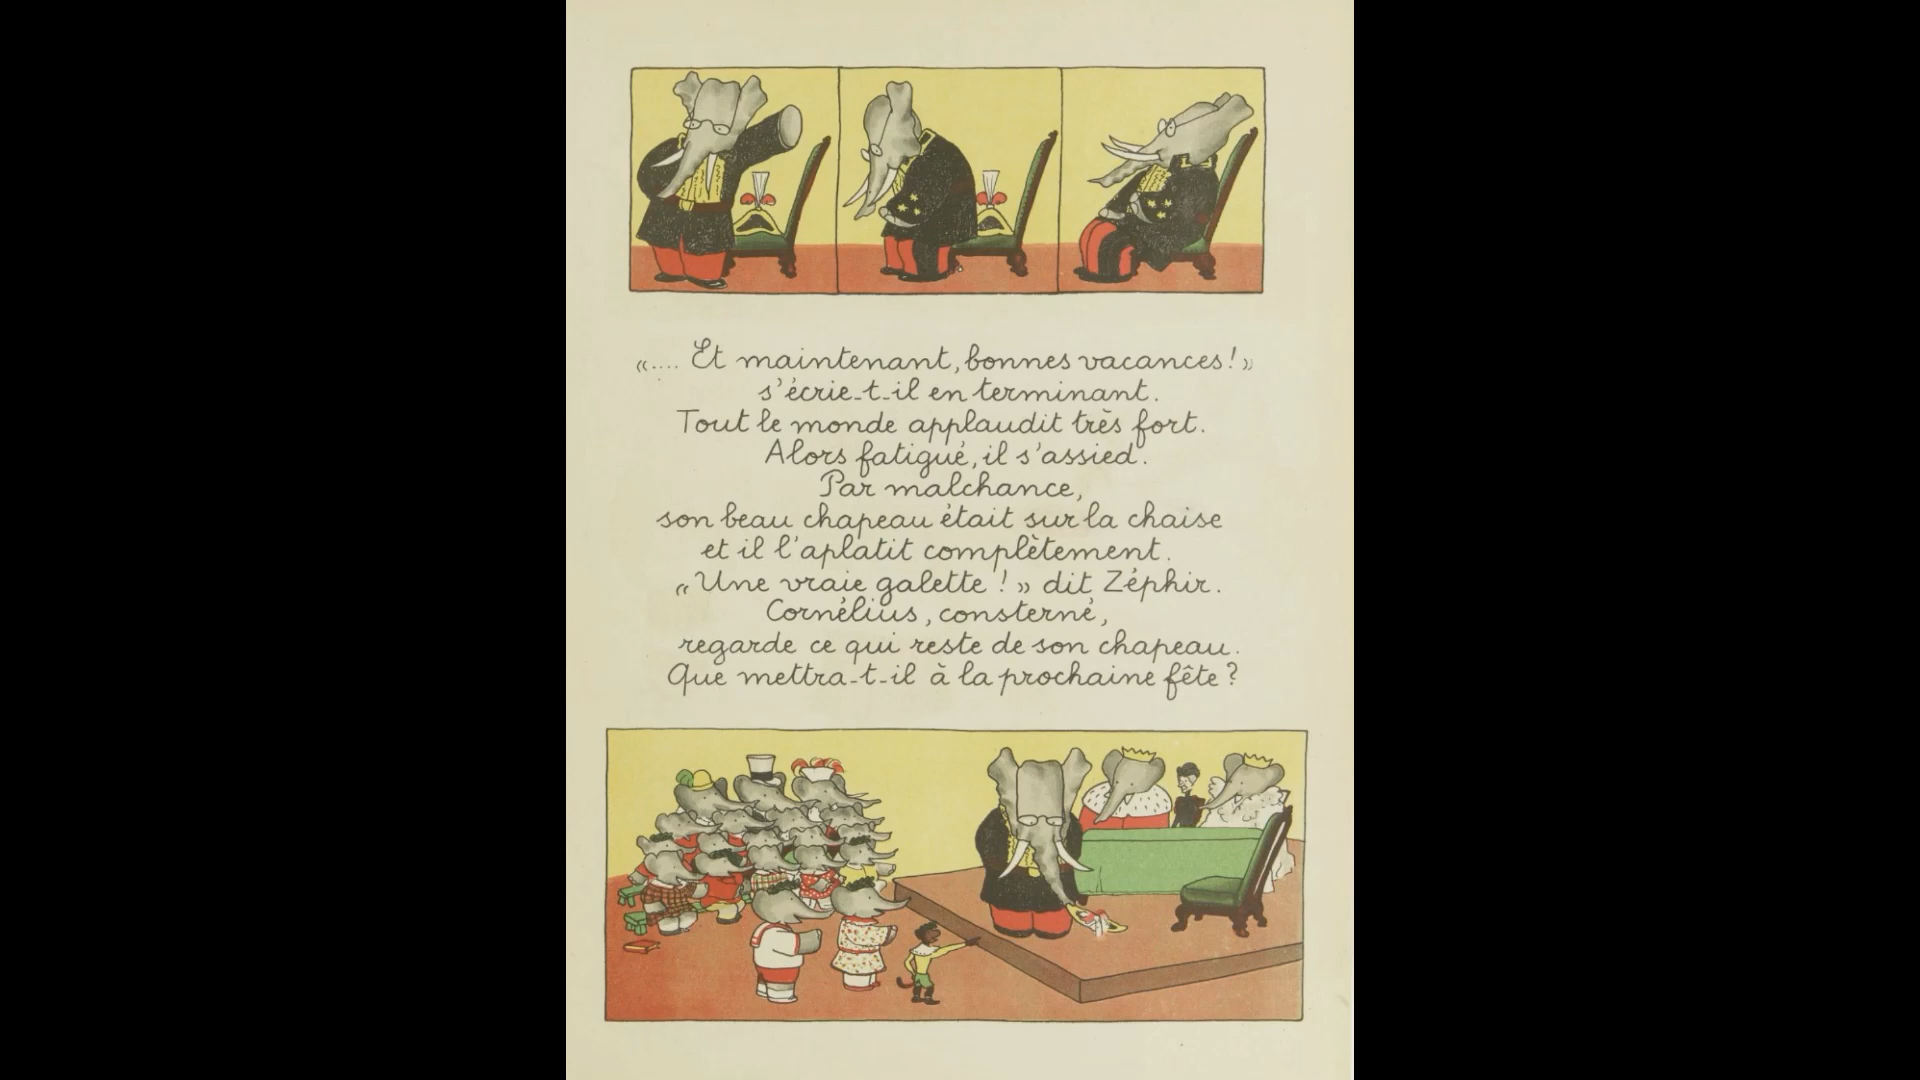 «.... Et maintenant, bonnes vacances!»
s'écrie-t-il en terminant.
Tout le monde applaudit très fort.
Alors fatigué, il s'assied.
Par malchance,
son beau chapeau était sur la chaise
et il l'aplatit complètement.
«Une vraie galette!» dit Zéphir.
Cornélius, consterné,
regarde ce qui reste de son chapeau.
Que mettra-t-il à la prochaine fête?